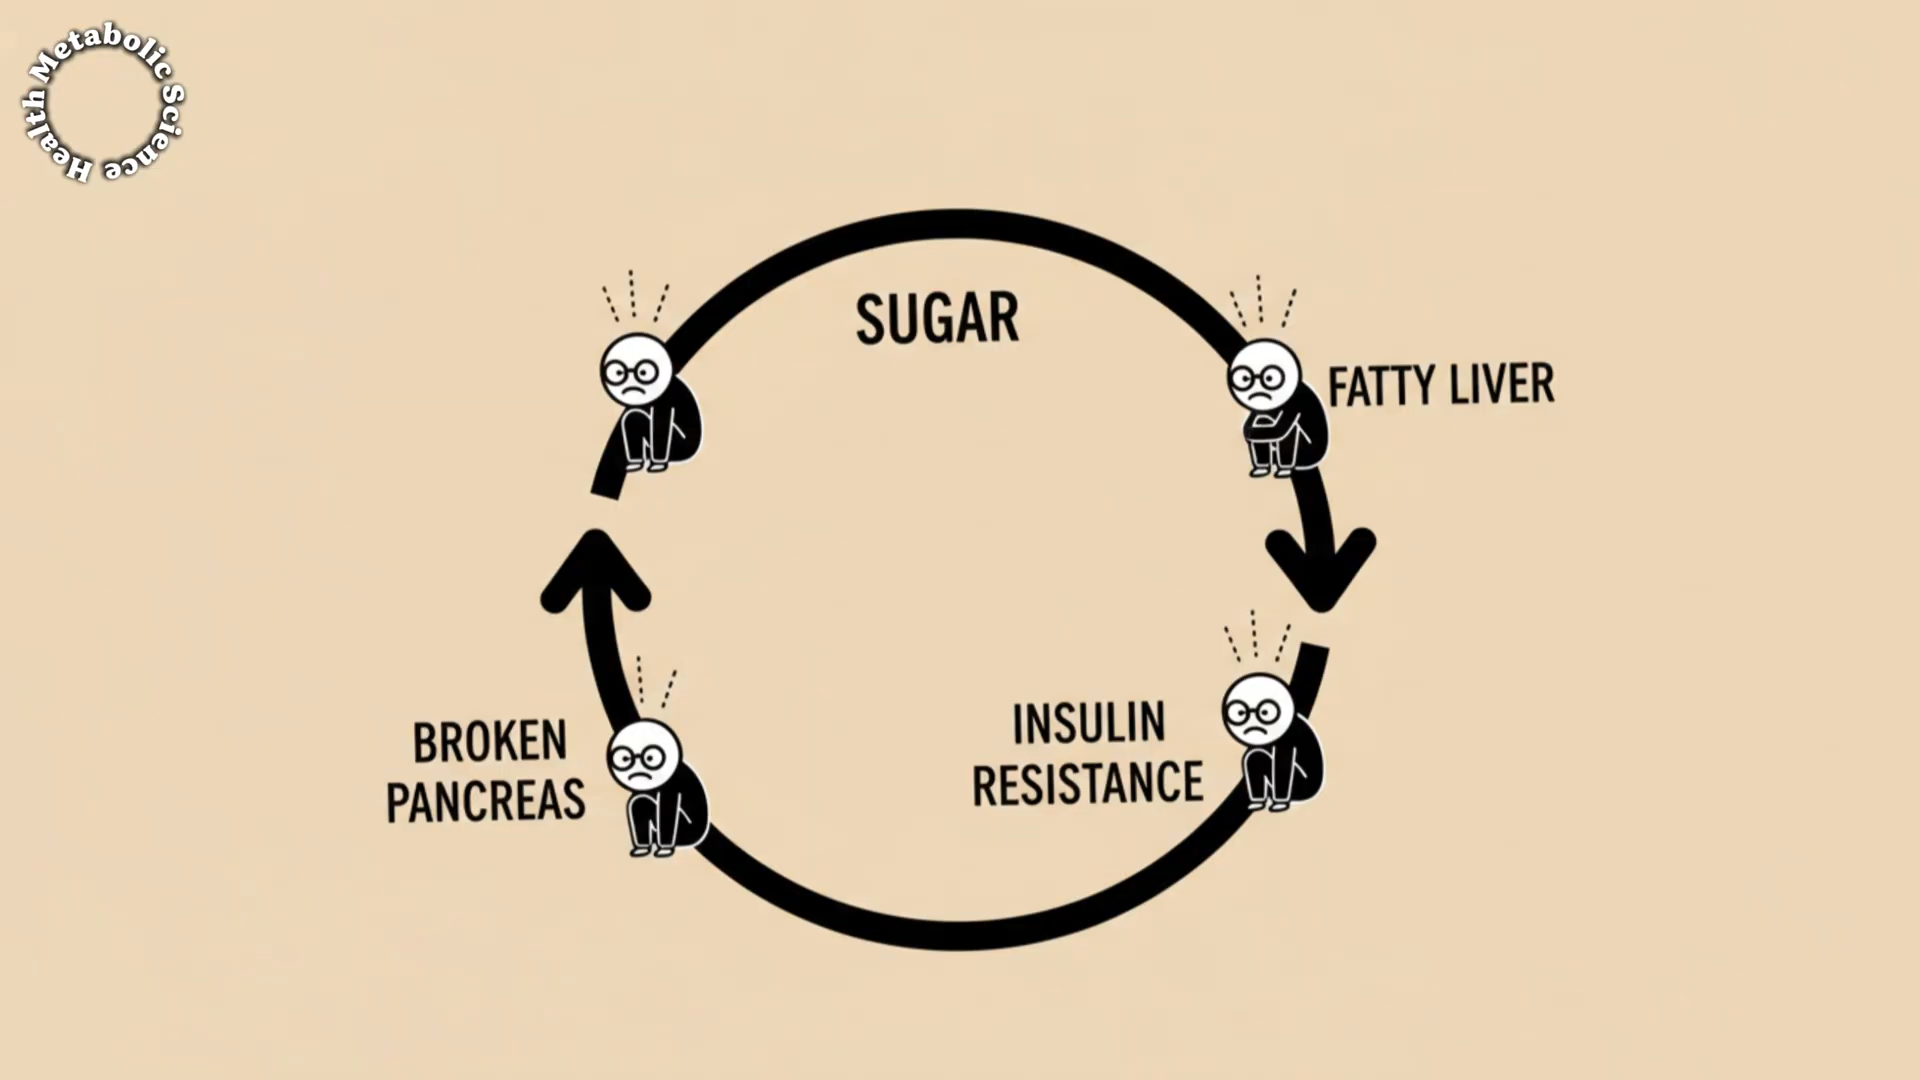 Metabolic Science Health
SUGAR
FATTY LIVER
INSULIN
RESISTANCE
BROKEN
PANCREAS